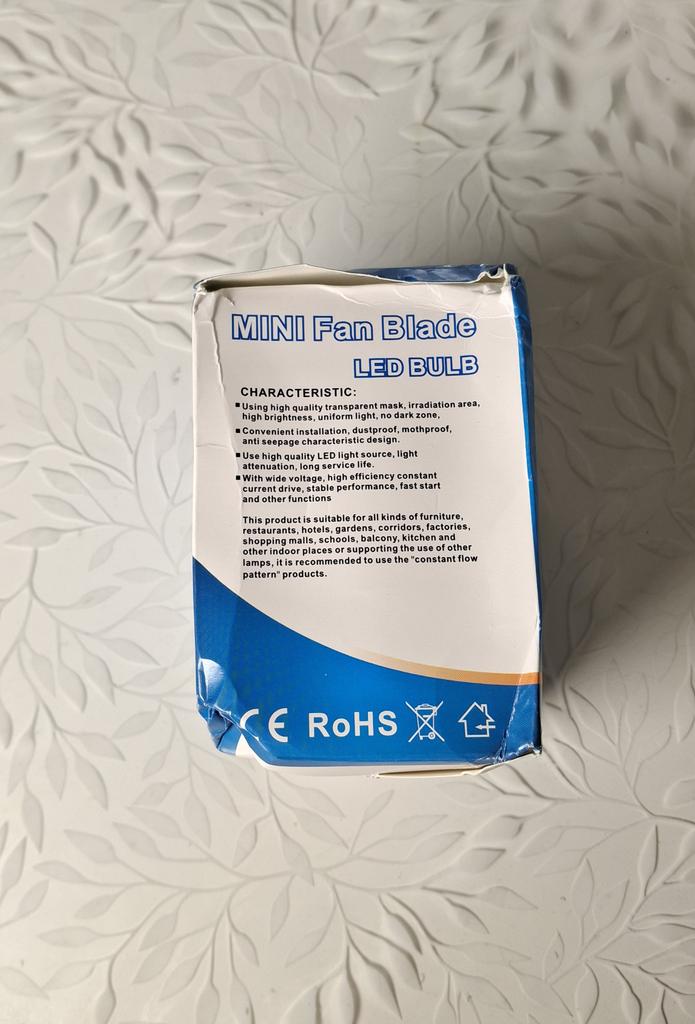 MINI Fan Blade
LED BULB
CHARACTERISTIC:
▪ Using high quality transparent mask, irradiation area,
high brightness, uniform light, no dark zone,
▪ Convenient installation, dustproof, mothproof,
anti seepage characteristic design.
▪ Use high quality LED light source, light
attenuation, long service life.
▪ With wide voltage, high efficiency constant
current drive, stable performance, fast start
and other functions
This product is suitable for all kinds of furniture,
restaurants, hotels, gardens, corridors, factories,
shopping malls, schools, balcony, kitchen and
other indoor places or supporting the use of other
lamps, it is recommended to use the "constant flow
pattern" products.
CE RoHS